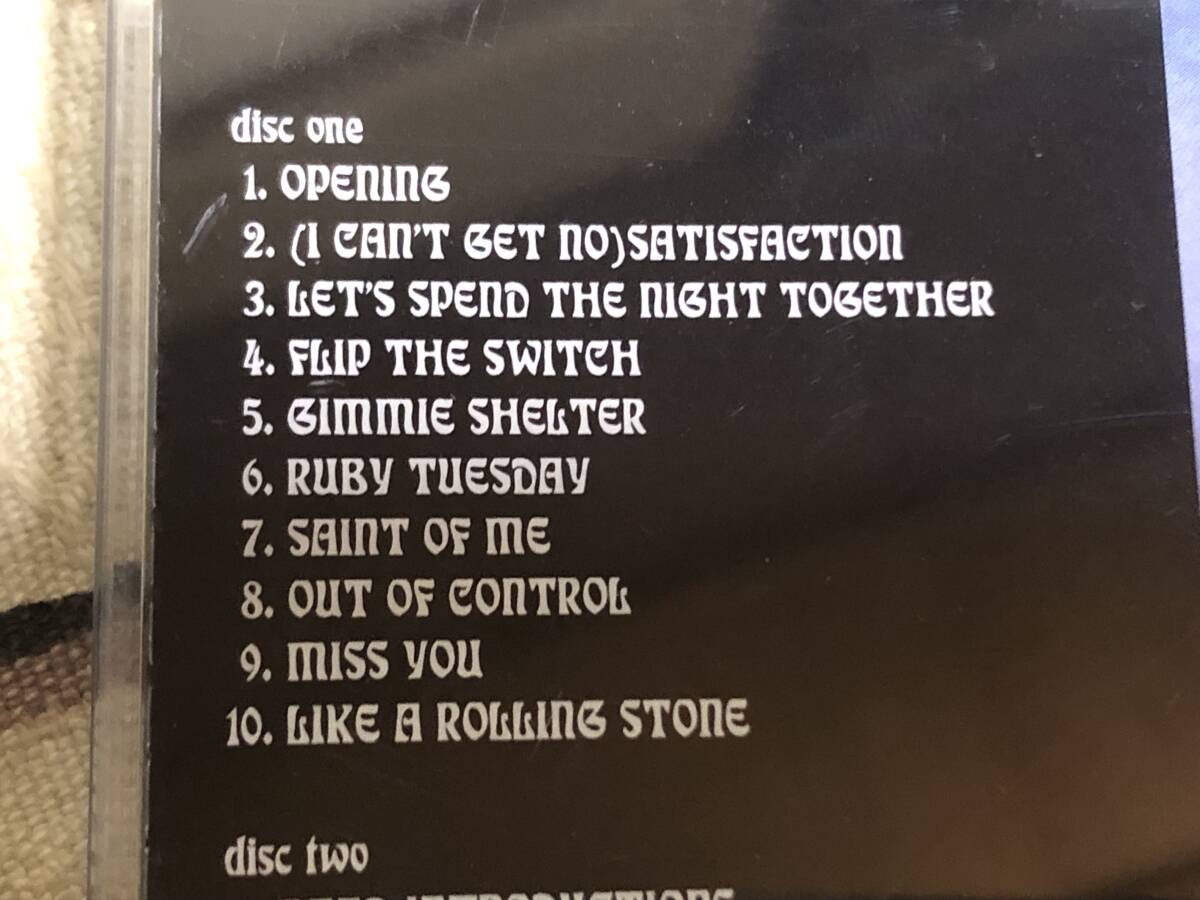 disc one
1. OPENING
2. (I CAN'T GET NO)SATISFACTION
3. LET'S SPEND THE NIGHT TOGETHER
4. FLIP THE SWITCH
5. GIMMIE SHELTER
6. RUBY TUESDAY
7. SAINT OF ME
8. OUT OF CONTROL
9. MISS YOU
10. LIKE A ROLLING STONE
disc two
INTRODUCTIONS